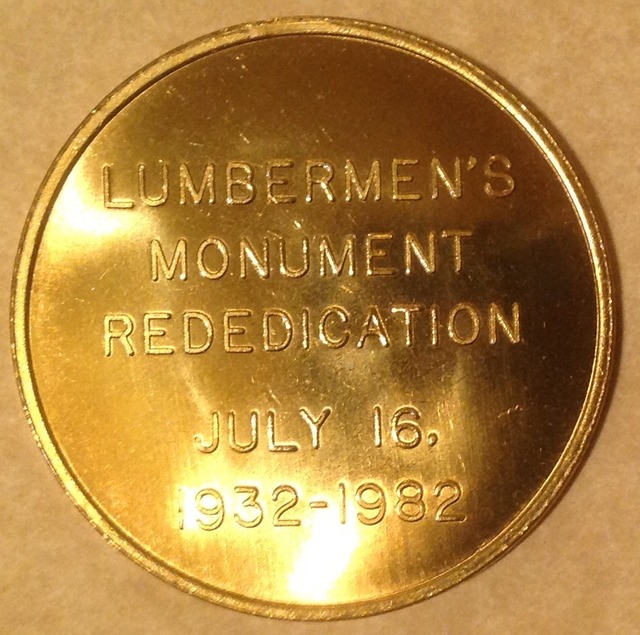 LUMBERMEN'S
MONUMENT
REDEDICATION
JULY 16,
1932-1982